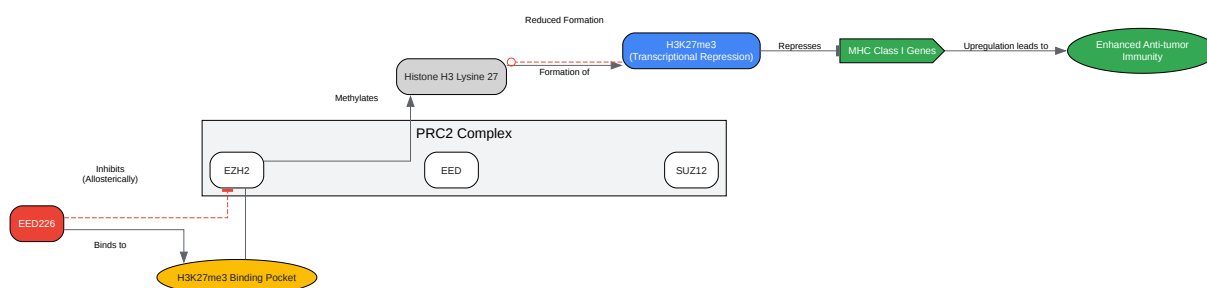 Reduced Formation
H3K27me3
(Transcriptional Repression)
Represses
MHC Class I Genes
Upregulation leads to
Enhanced Anti-tumor
Immunity
Histone H3 Lysine 27
Formation of
Methylates
PRC2 Complex
EZH2
EED
SUZ12
Inhibits
(Allosterically)
EED226
Binds to
H3K27me3 Binding Pocket